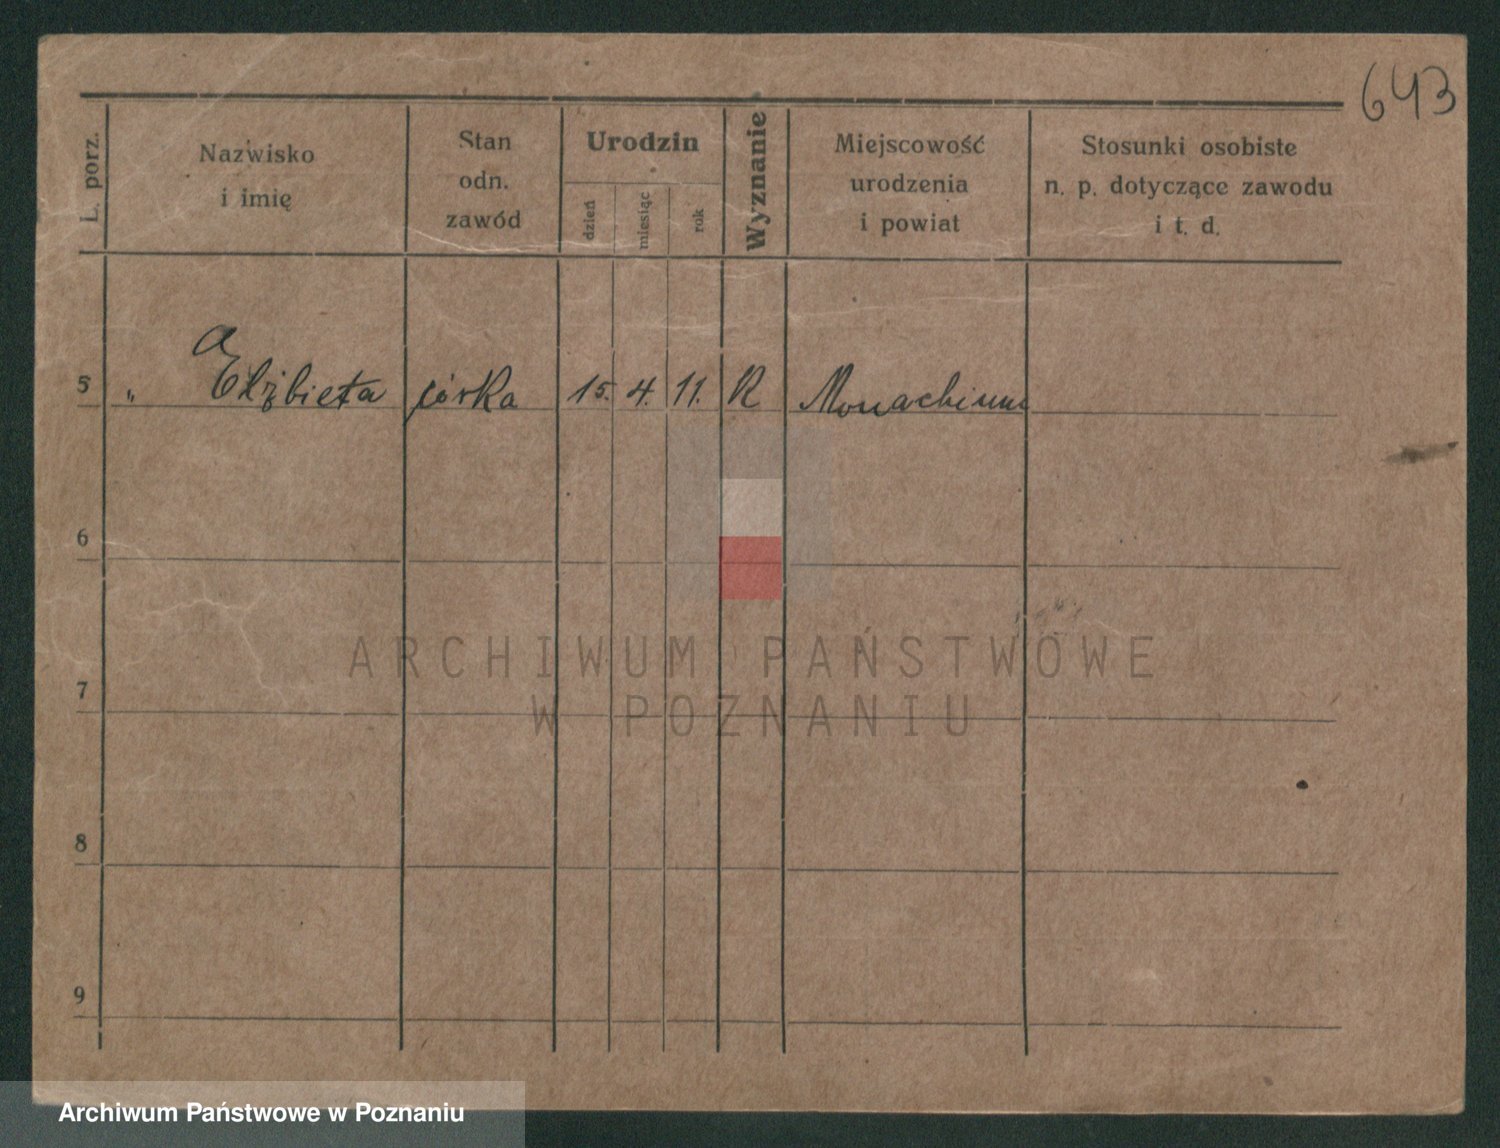 643
L. porz.
Nazwisko
i imię
Stan
odn.
zawód
Urodzin
dzień
miesiąc
rok
Wyznanie
Miejscowość
urodzenia
i powiat
Stosunki osobiste
n. p. dotyczące zawodu
i t. d.
5 " Elżbieta córka 15. 4. 11. R Monachium
6
ARCHIWUM PAŃSTWOWE
7
W POZNANIU
8
9
Archiwum Państwowe w Poznaniu